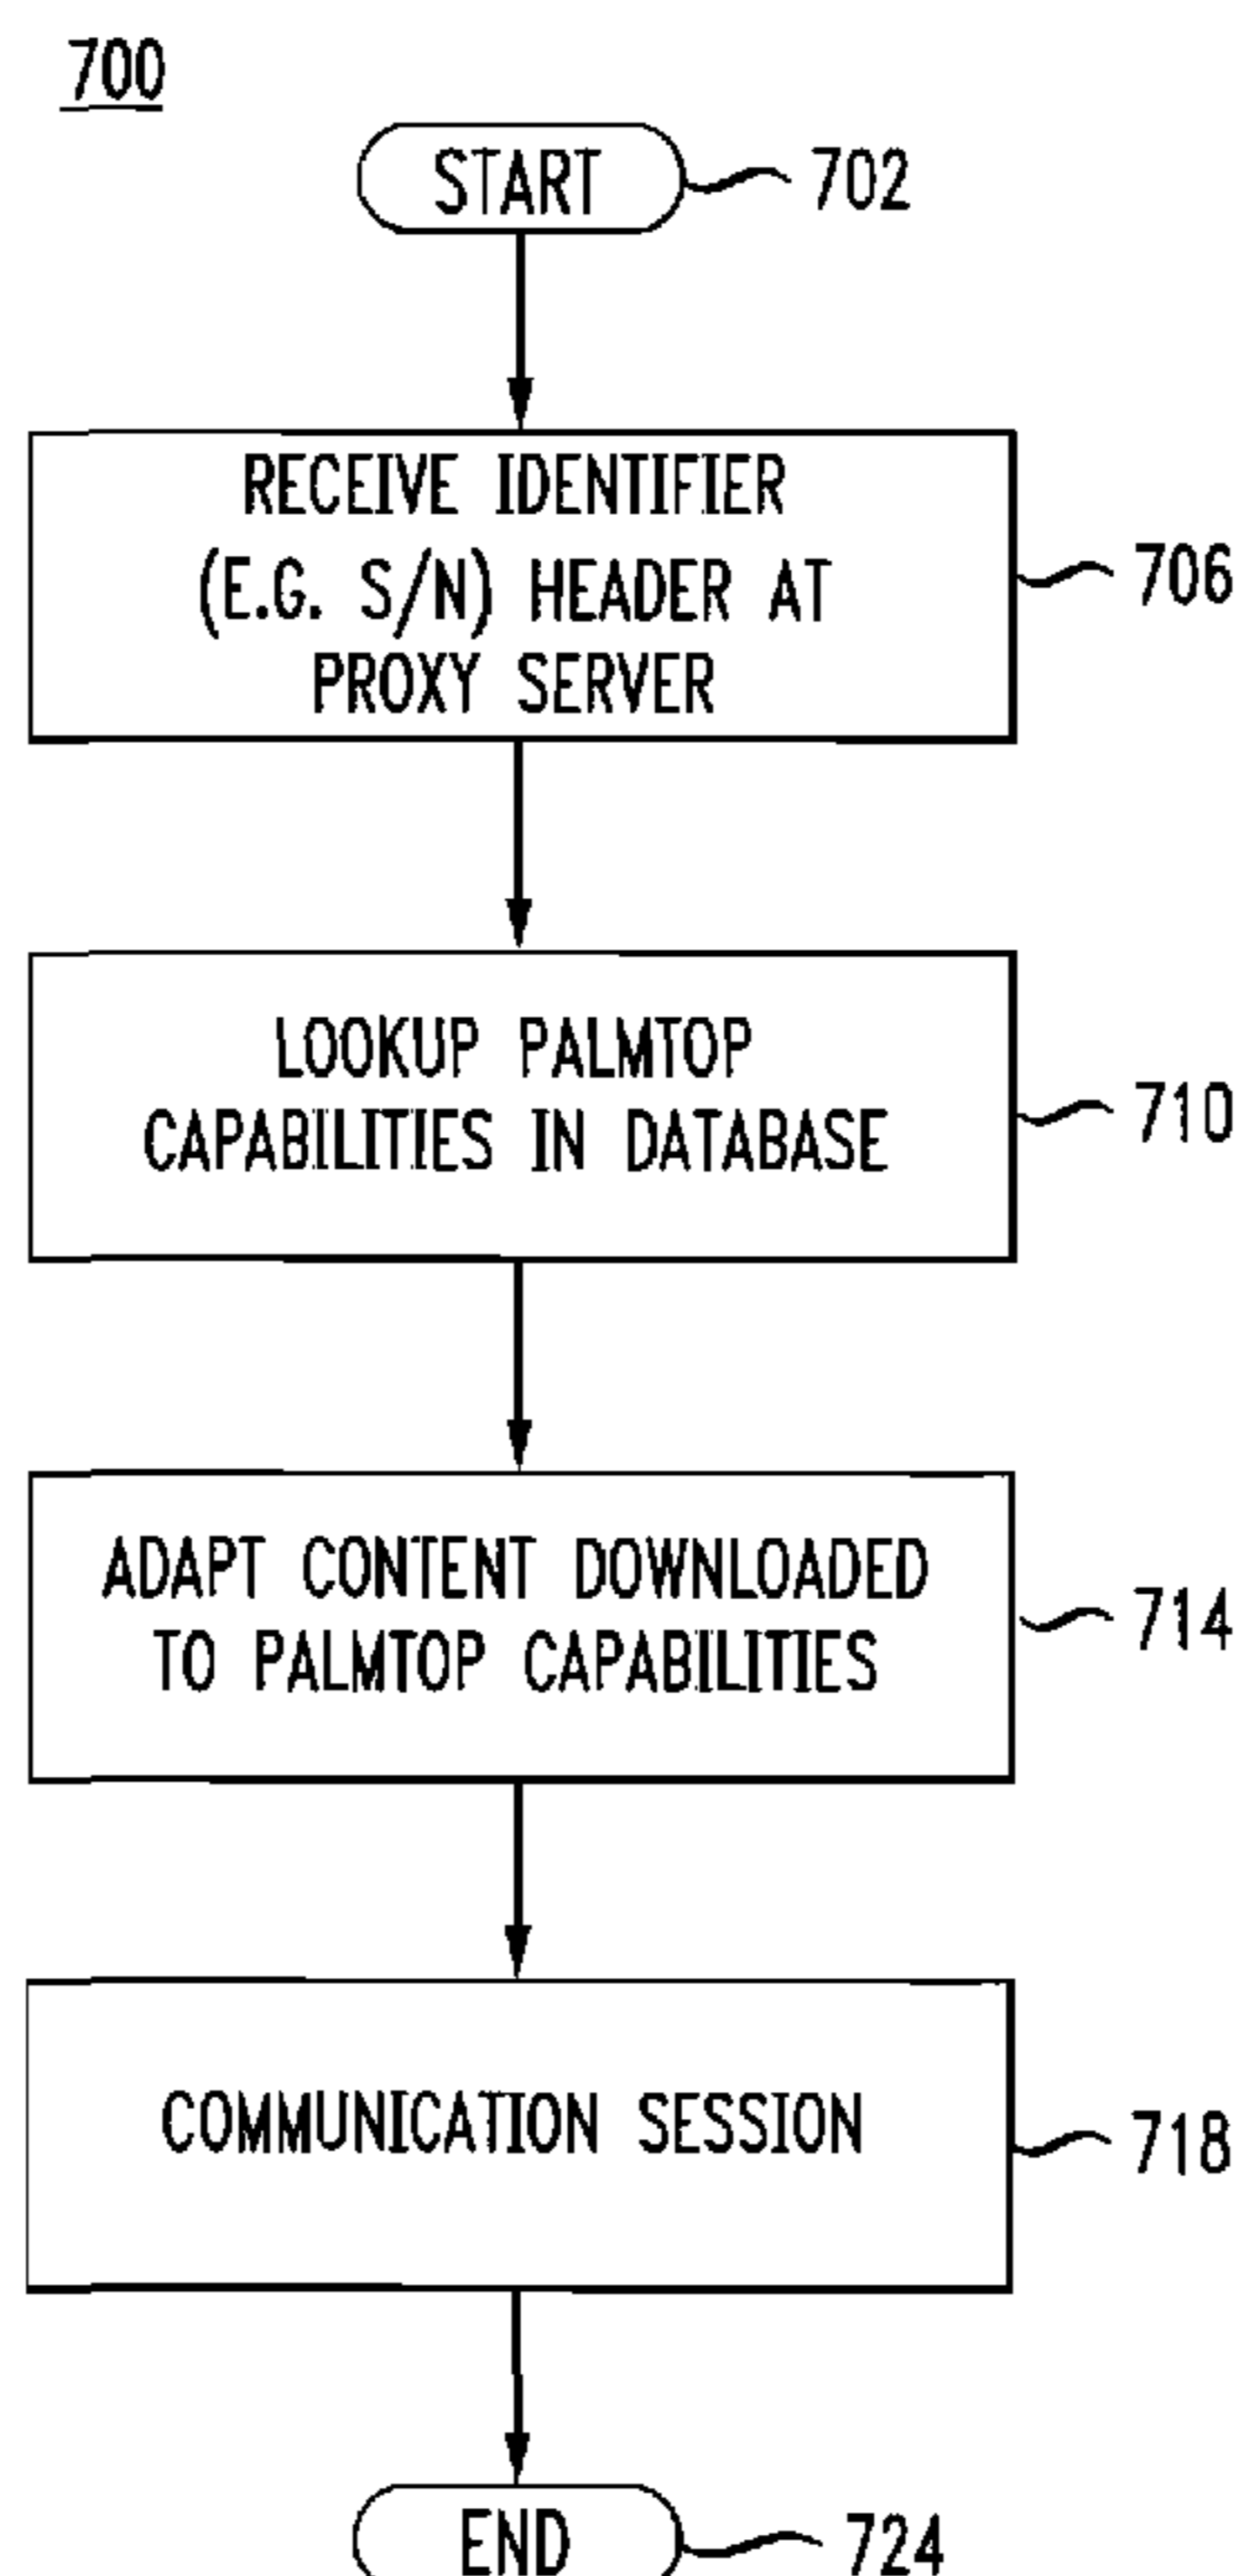 700
START
702
RECEIVE IDENTIFIER
(E.G. S/N) HEADER AT
PROXY SERVER
706
LOOKUP PALMTOP
CAPABILITIES IN DATABASE
710
ADAPT CONTENT DOWNLOADED
TO PALMTOP CAPABILITIES
714
COMMUNICATION SESSION
718
END
724